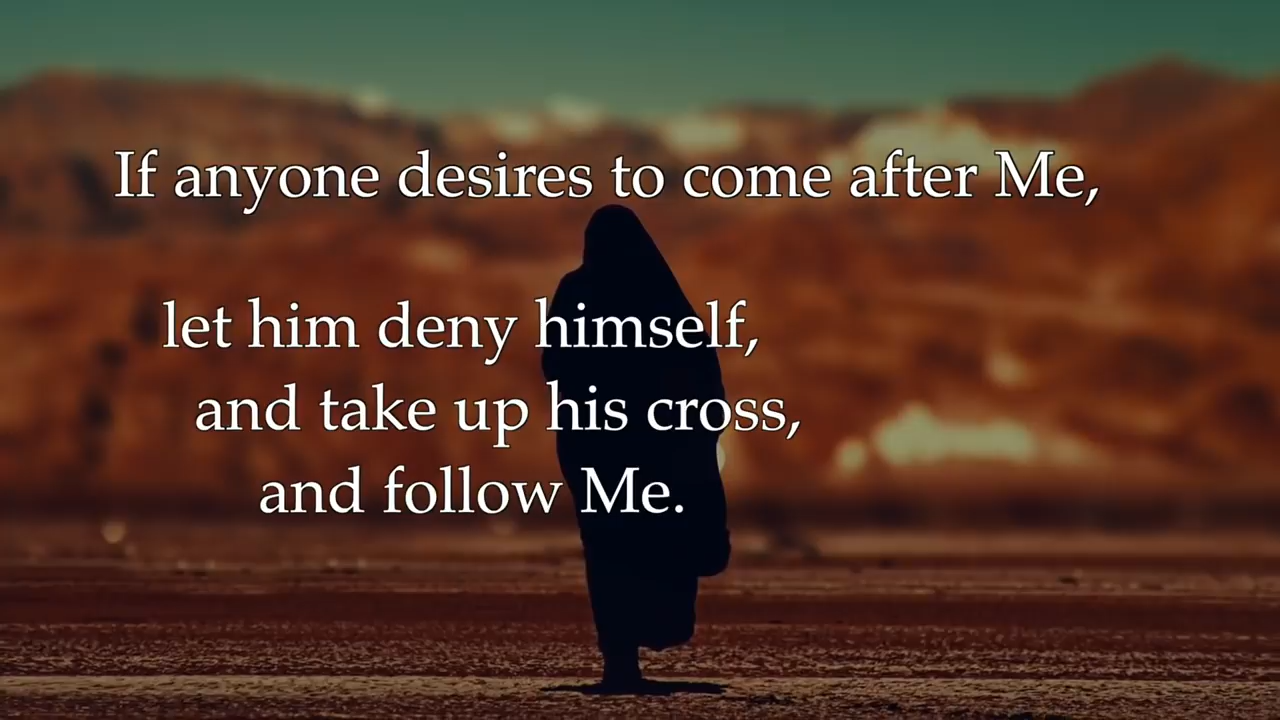 If anyone desires to come after Me,
let him deny himself,
and take up his cross,
and follow Me.